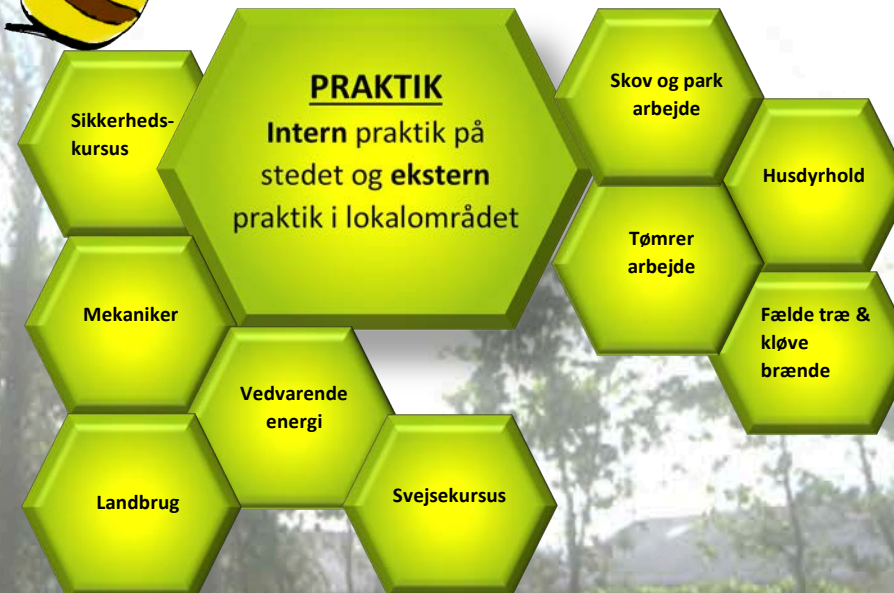 PRAKTIK
Intern praktik på
stedet og ekstern
praktik i lokalområdet
Sikkerheds-
kursus
Mekaniker
Vedvarende
energi
Landbrug
Svejsekursus
Skov og park
arbejde
Husdyrhold
Tømrer
arbejde
Fælde træ &
kløve
brænde